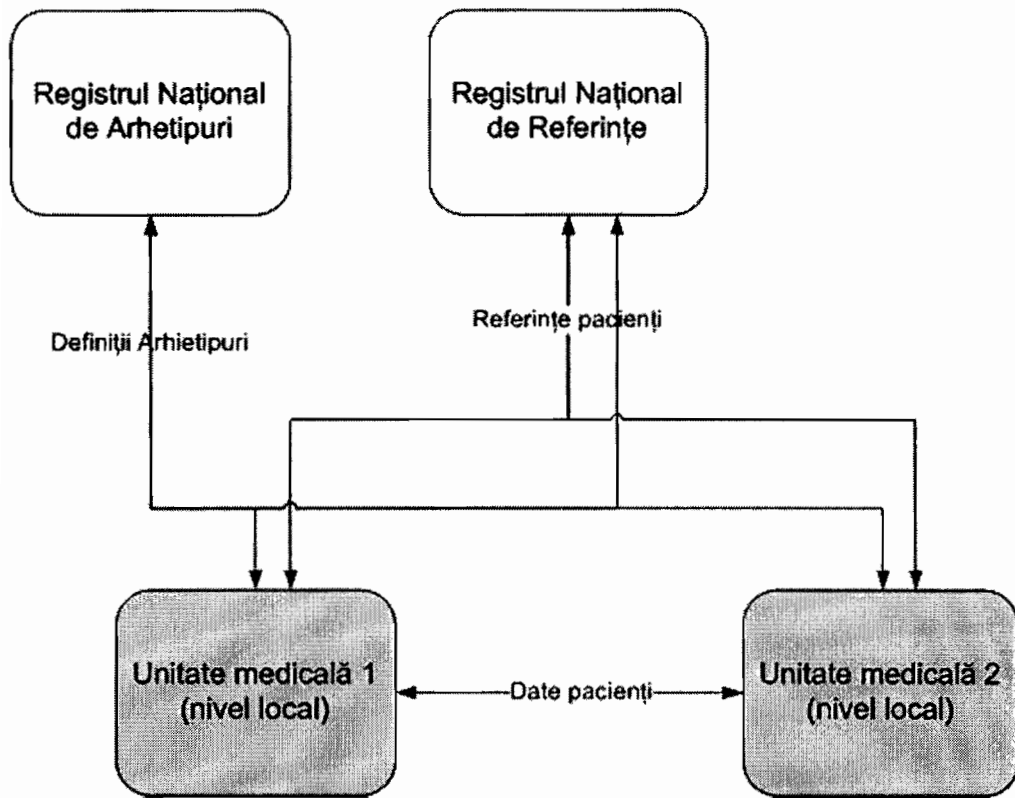 Registrul Național
de Arhetipuri
Registrul Național
de Referințe
Definiții Arhietipuri
Referințe pacienți
Unitate medicală 1
(nivel local)
Date pacienți
Unitate medicală 2
(nivel local)